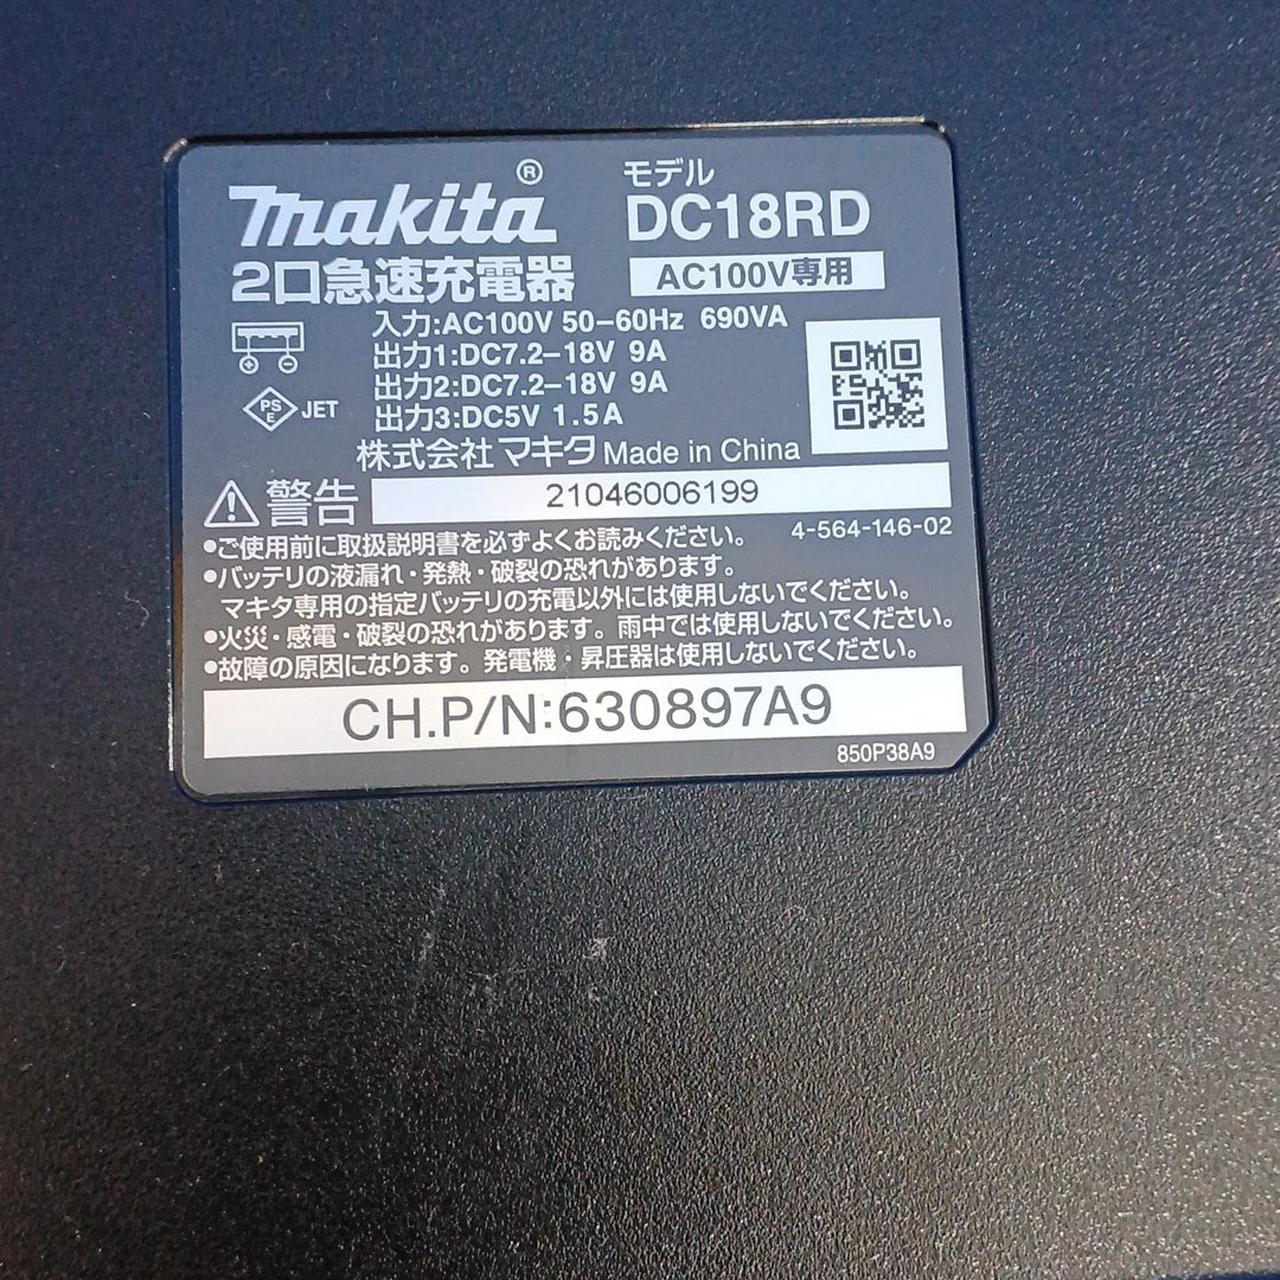 makita®
モデル
DC18RD
2口急速充電器
AC100V専用
入力:AC100V 50-60Hz 690VA
出力1:DC7.2-18V 9A
出力2:DC7.2-18V 9A
出力3:DC5V 1.5A
PS
E
JET
株式会社マキタ Made in China
警告
21046006199
4-564-146-02
•ご使用前に取扱説明書を必ずよくお読みください。
•バッテリの液漏れ・発熱・破裂の恐れがあります。
マキタ専用の指定バッテリの充電以外には使用しないでください。
•火災・感電・破裂の恐れがあります。雨中では使用しないでください。
•故障の原因になります。発電機・昇圧器は使用しないでください。
CH.P/N:630897A9
850P38A9